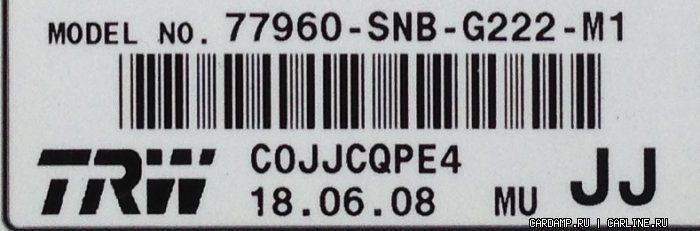 MODEL NO. 77960-SNB-G222-M1
TRW C0JJCQPE4 JJ
18.06.08 MU
CARDAMP.RU | CARLINE.RU